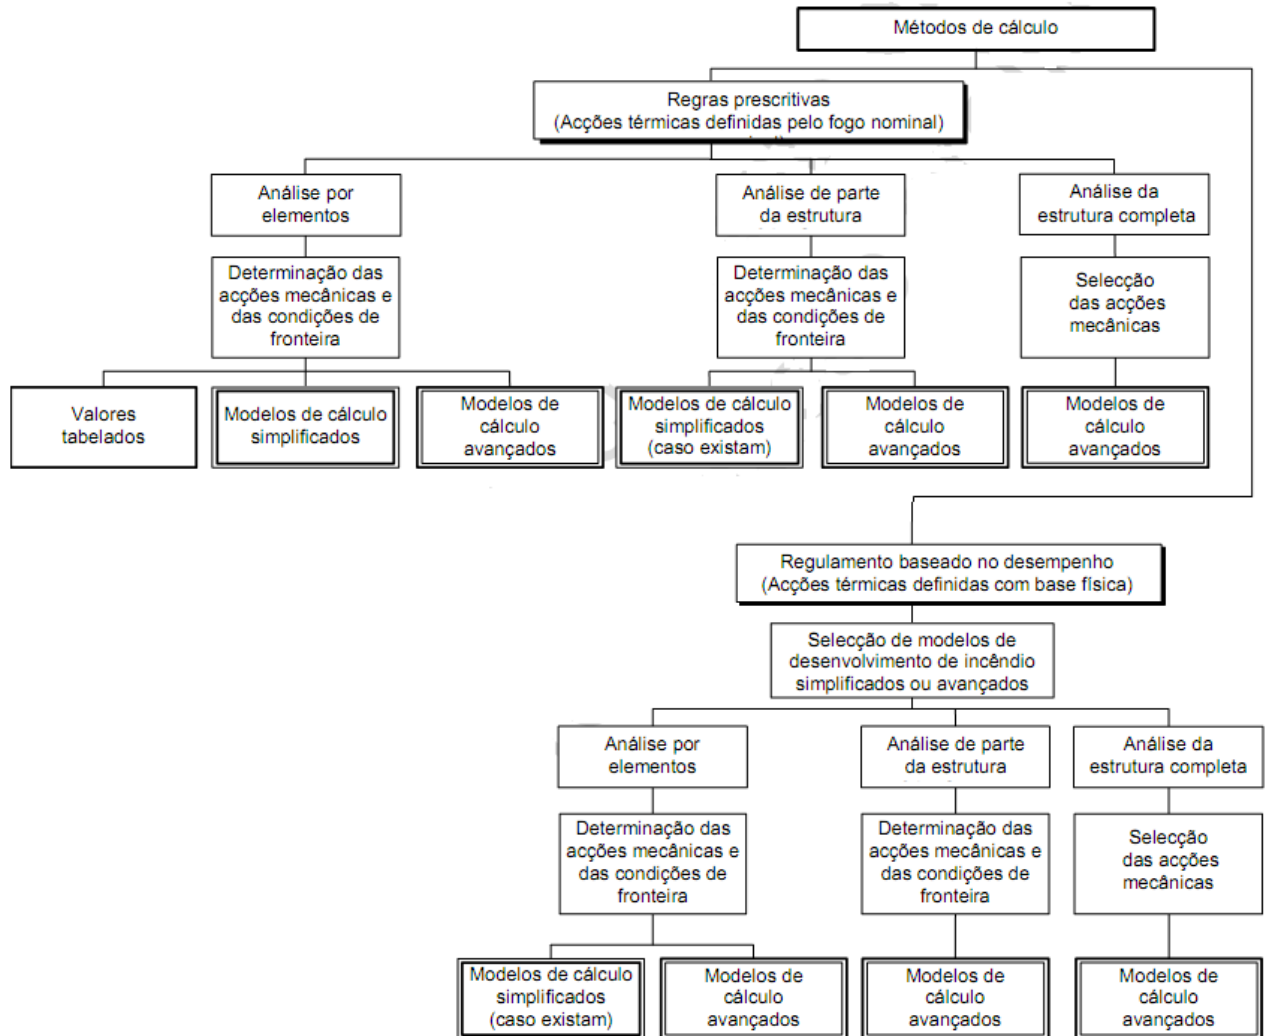 Métodos de cálculo
Regras prescritivas
(Acções térmicas definidas pelo fogo nominal)
Análise por
elementos
Análise de parte
da estrutura
Análise da
estrutura completa
Determinação das
acções mecânicas e
das condições de
fronteira
Determinação das
acções mecânicas e
das condições de
fronteira
Selecção
das acções
mecânicas
Valores
tabelados
Modelos de cálculo
simplificados
Modelos de
cálculo
avançados
Modelos de cálculo
simplificados
(caso existam)
Modelos de
cálculo
avançados
Modelos de
cálculo
avançados
Regulamento baseado no desempenho
(Acções térmicas definidas com base física)
Selecção de modelos de
desenvolvimento de incêndio
simplificados ou avançados
Análise por
elementos
Análise de parte
da estrutura
Análise da
estrutura completa
Determinação das
acções mecânicas e
das condições de
fronteira
Determinação das
acções mecânicas e
das condições de
fronteira
Selecção
das acções
mecânicas
Modelos de cálculo
simplificados
(caso existam)
Modelos de
cálculo
avançados
Modelos de
cálculo
avançados
Modelos de
cálculo
avançados